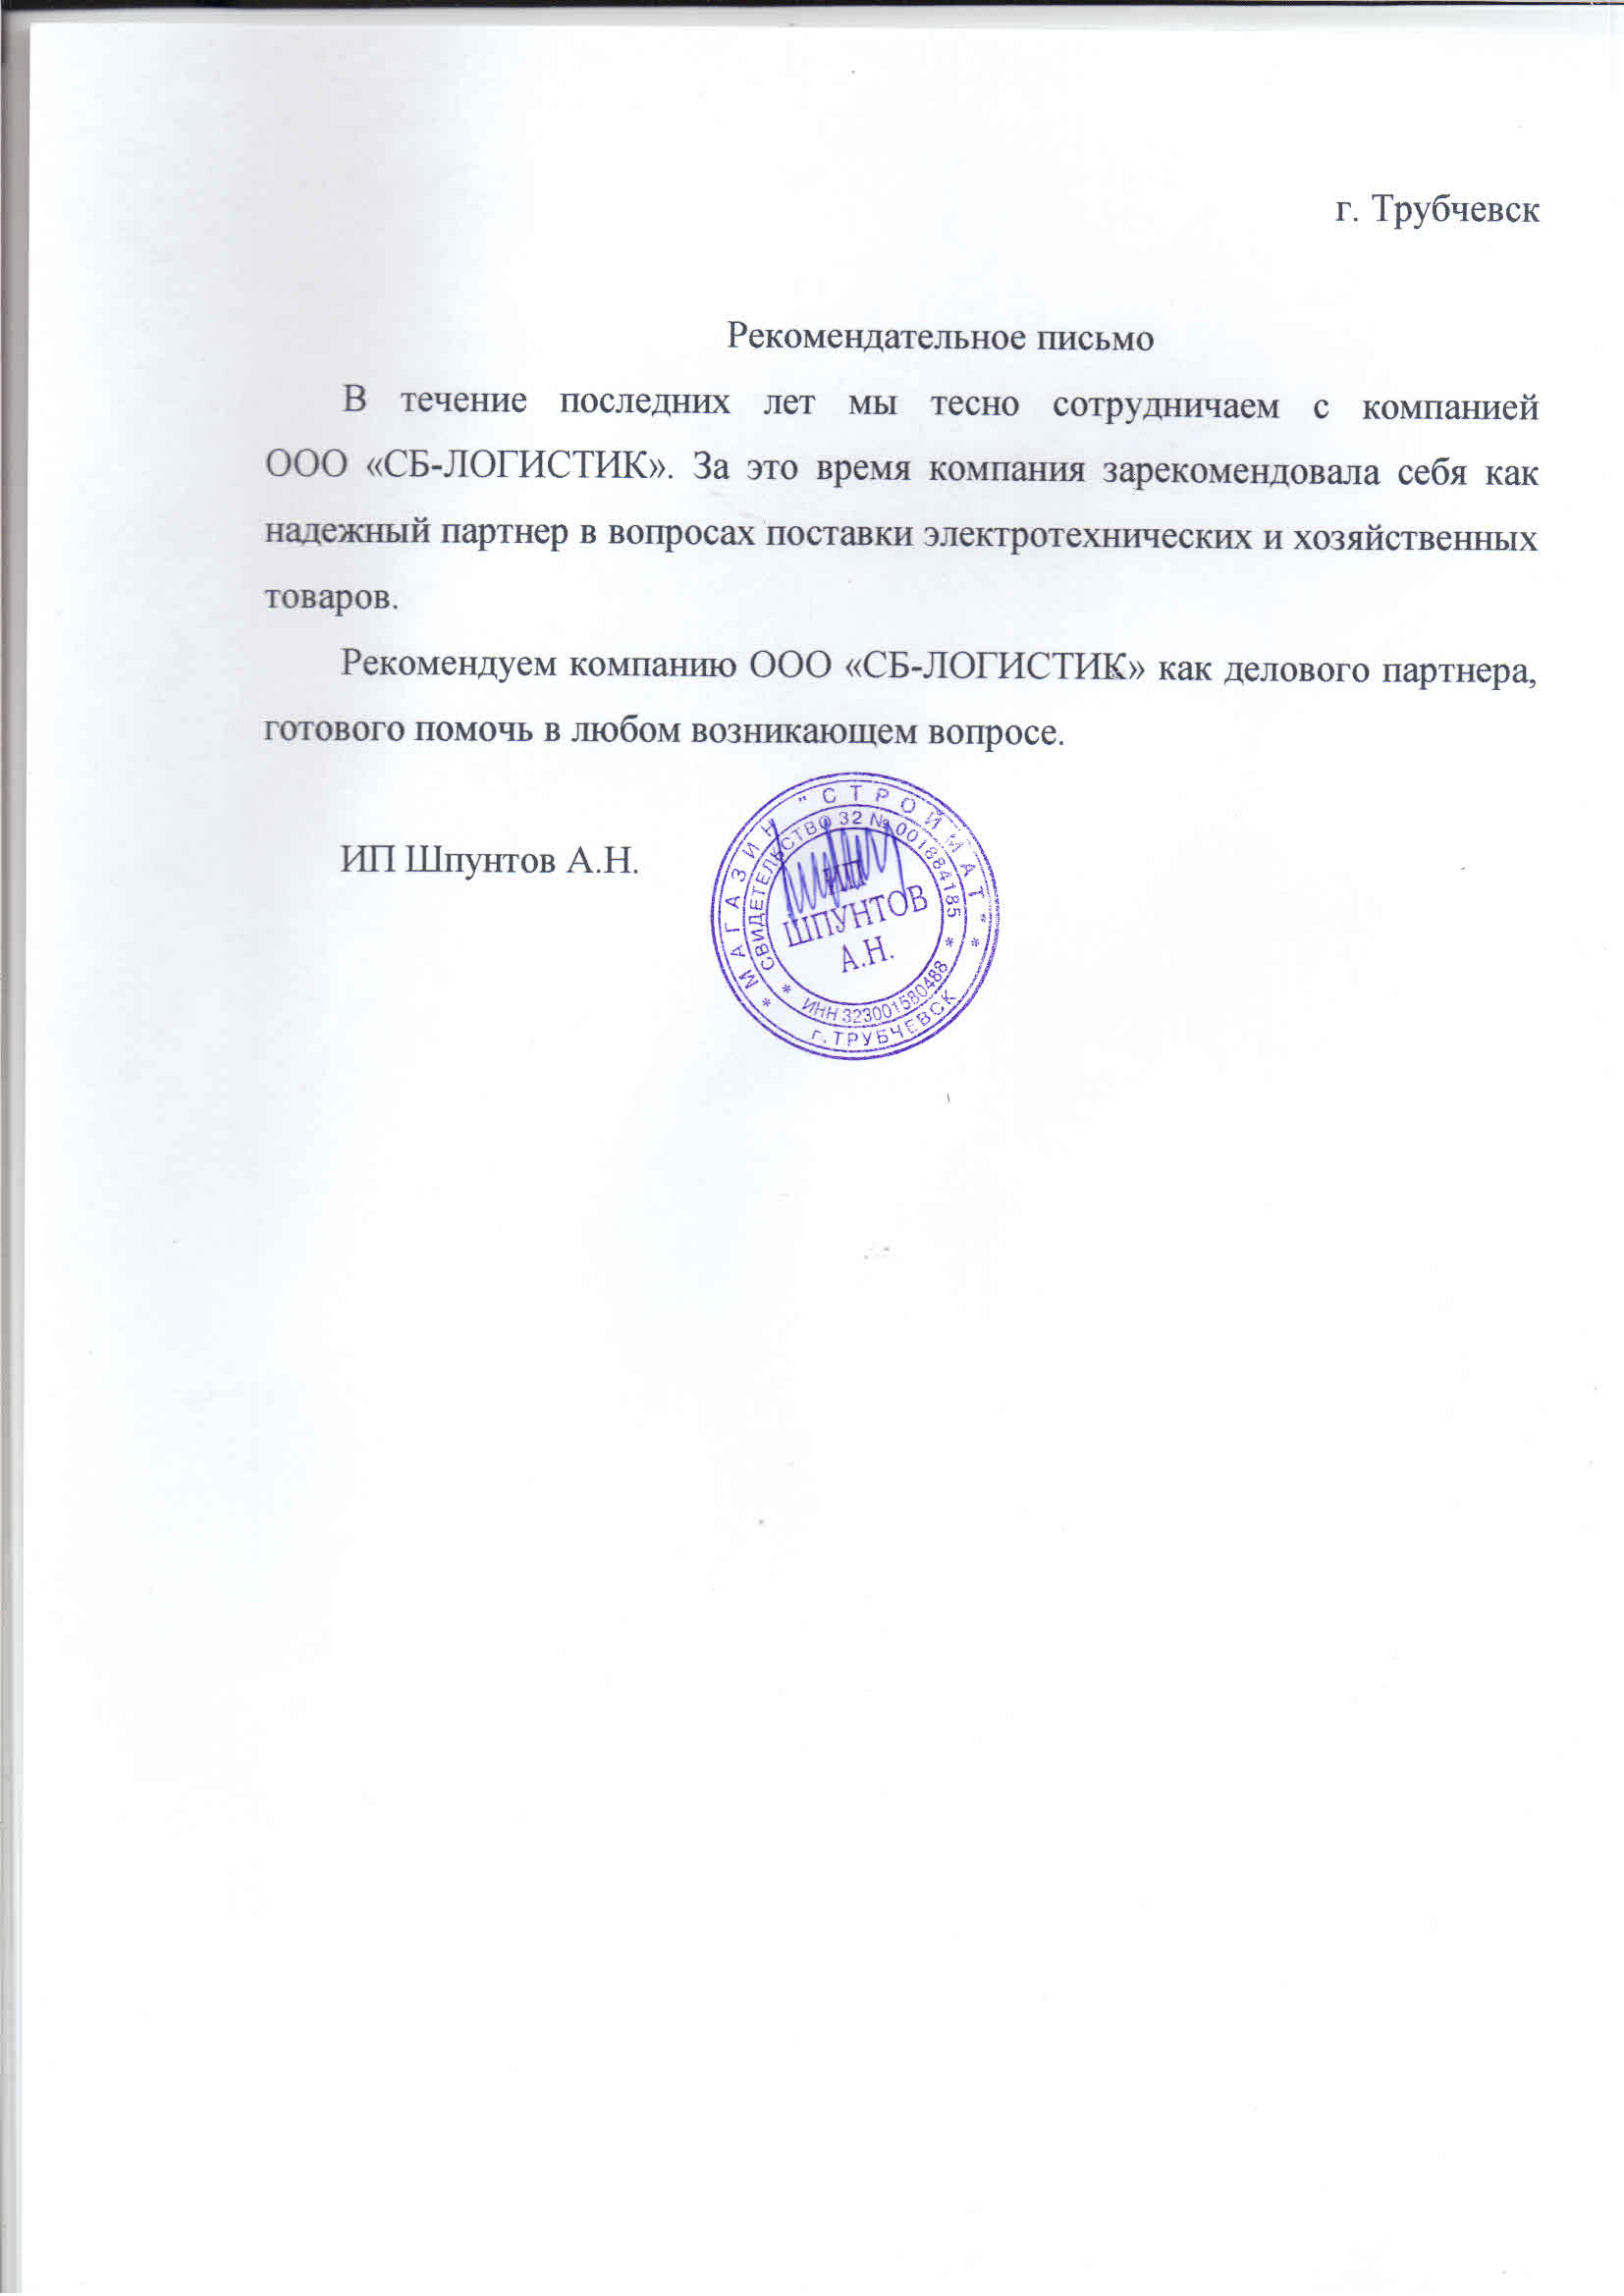 г. Трубчевск
Рекомендательное письмо
В течение последних лет мы тесно сотрудничаем с компанией
ООО «СБ-ЛОГИСТИК». За это время компания зарекомендовала себя как
надежный партнер в вопросах поставки электротехнических и хозяйственных
товаров.
Рекомендуем компанию ООО «СБ-ЛОГИСТИК» как делового партнера,
готового помочь в любом возникающем вопросе.
ИП Шпунтов А.Н.
* МАГАЗИН "СТРОЙМАТ" *
г. ТРУБЧЕВСК
* СВИДЕТЕЛЬСТВО 32 № 001884185 *
ИНН 323001580488
ИП
ШПУНТОВ
А.Н.